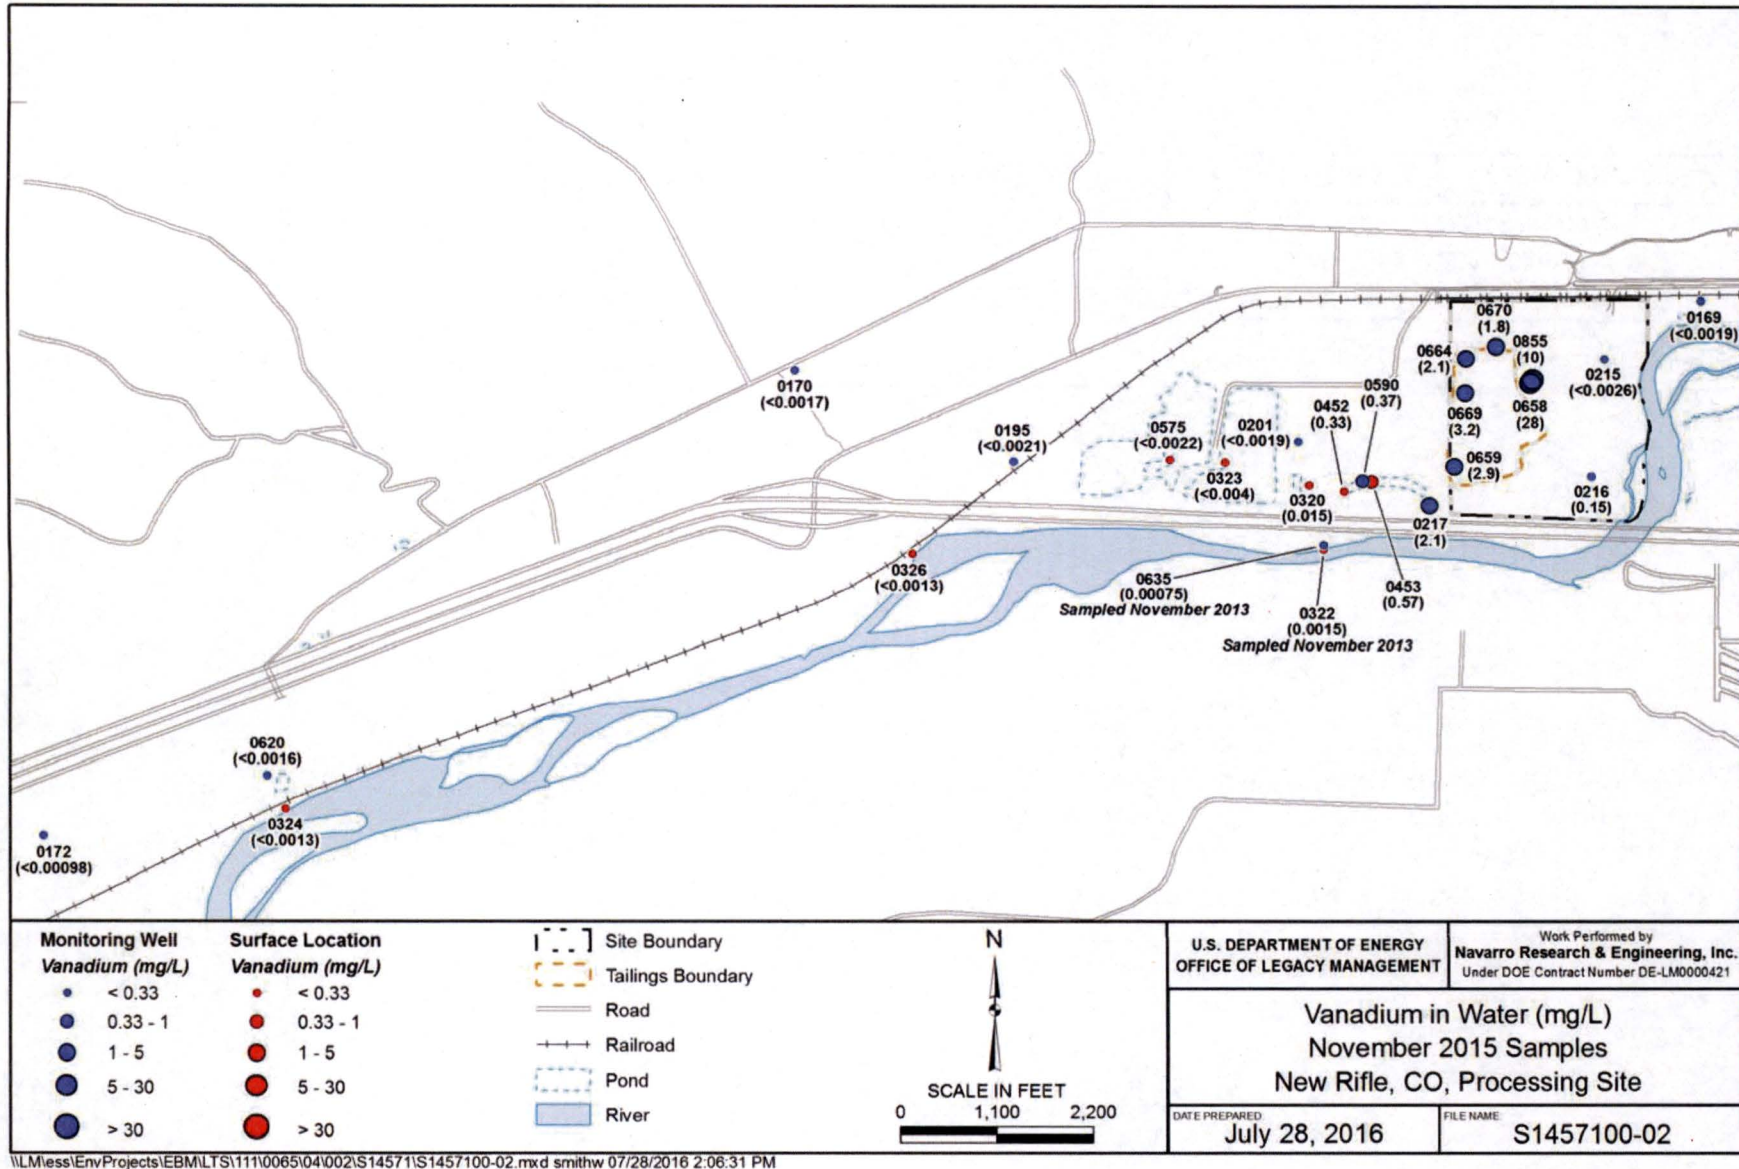 0670
(1.8)
0169
(<0.0019)
0664
(2.1)
0855
(10)
0215
(<0.0026)
0170
(<0.0017)
0590
(0.37)
0669
(3.2)
0658
(28)
0452
(0.33)
0575
(<0.0022)
0201
(<0.0019)
0195
(<0.0021)
0659
(2.9)
0323
(<0.004)
0320
(0.015)
0216
(0.15)
0217
(2.1)
0326
(<0.0013)
0635
(0.00075)
Sampled November 2013
0453
(0.57)
0322
(0.0015)
Sampled November 2013
0620
(<0.0016)
0324
(<0.0013)
0172
(<0.00098)
Monitoring Well
Vanadium (mg/L)
< 0.33
0.33 - 1
1 - 5
5 - 30
> 30
Surface Location
Vanadium (mg/L)
< 0.33
0.33 - 1
1 - 5
5 - 30
> 30
Site Boundary
Tailings Boundary
Road
Railroad
Pond
River
N
SCALE IN FEET
0 1,100 2,200
U.S. DEPARTMENT OF ENERGY
OFFICE OF LEGACY MANAGEMENT
Work Performed by
Navarro Research & Engineering, Inc.
Under DOE Contract Number DE-LM0000421
Vanadium in Water (mg/L)
November 2015 Samples
New Rifle, CO, Processing Site
DATE PREPARED:
July 28, 2016
FILE NAME:
S1457100-02
\\LM\ess\EnvProjects\EBM\LTS\111\0065\04\002\S14571\S1457100-02.mxd smithw 07/28/2016 2:06:31 PM